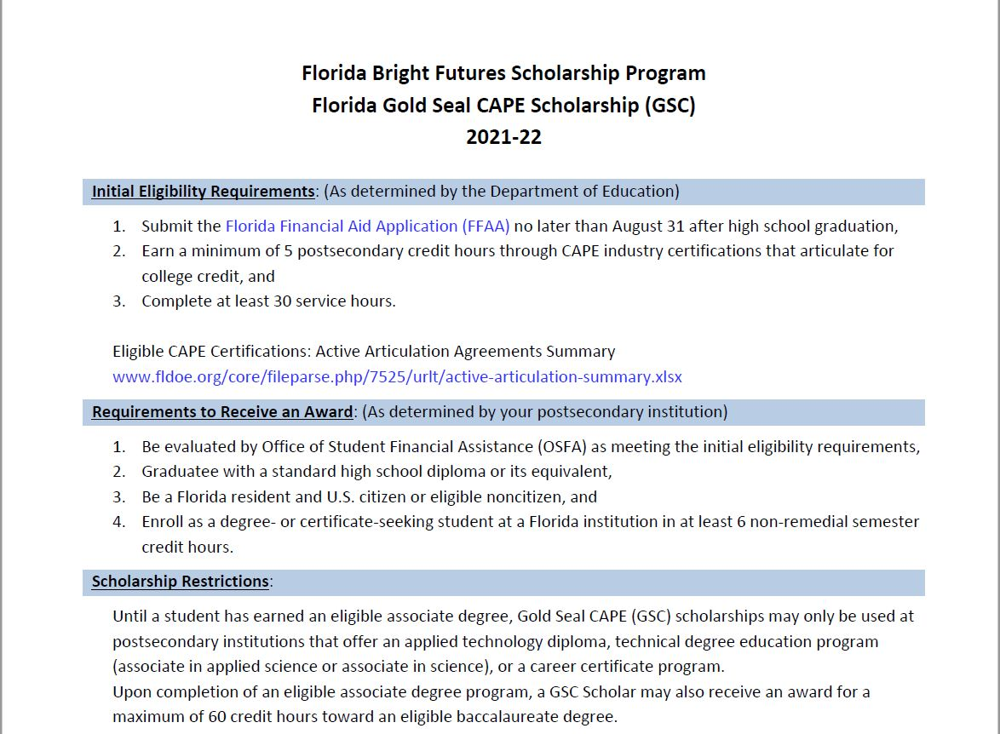 Florida Bright Futures Scholarship Program
Florida Gold Seal CAPE Scholarship (GSC)
2021-22
Initial Eligibility Requirements: (As determined by the Department of Education)
1. Submit the Florida Financial Aid Application (FFAA) no later than August 31 after high school graduation,
2. Earn a minimum of 5 postsecondary credit hours through CAPE industry certifications that articulate for
college credit, and
3. Complete at least 30 service hours.
Eligible CAPE Certifications: Active Articulation Agreements Summary
www.fldoe.org/core/fileparse.php/7525/urlt/active-articulation-summary.xlsx
Requirements to Receive an Award: (As determined by your postsecondary institution)
1. Be evaluated by Office of Student Financial Assistance (OSFA) as meeting the initial eligibility requirements,
2. Graduatee with a standard high school diploma or its equivalent,
3. Be a Florida resident and U.S. citizen or eligible noncitizen, and
4. Enroll as a degree- or certificate-seeking student at a Florida institution in at least 6 non-remedial semester
credit hours.
Scholarship Restrictions:
Until a student has earned an eligible associate degree, Gold Seal CAPE (GSC) scholarships may only be used at
postsecondary institutions that offer an applied technology diploma, technical degree education program
(associate in applied science or associate in science), or a career certificate program.
Upon completion of an eligible associate degree program, a GSC Scholar may also receive an award for a
maximum of 60 credit hours toward an eligible baccalaureate degree.